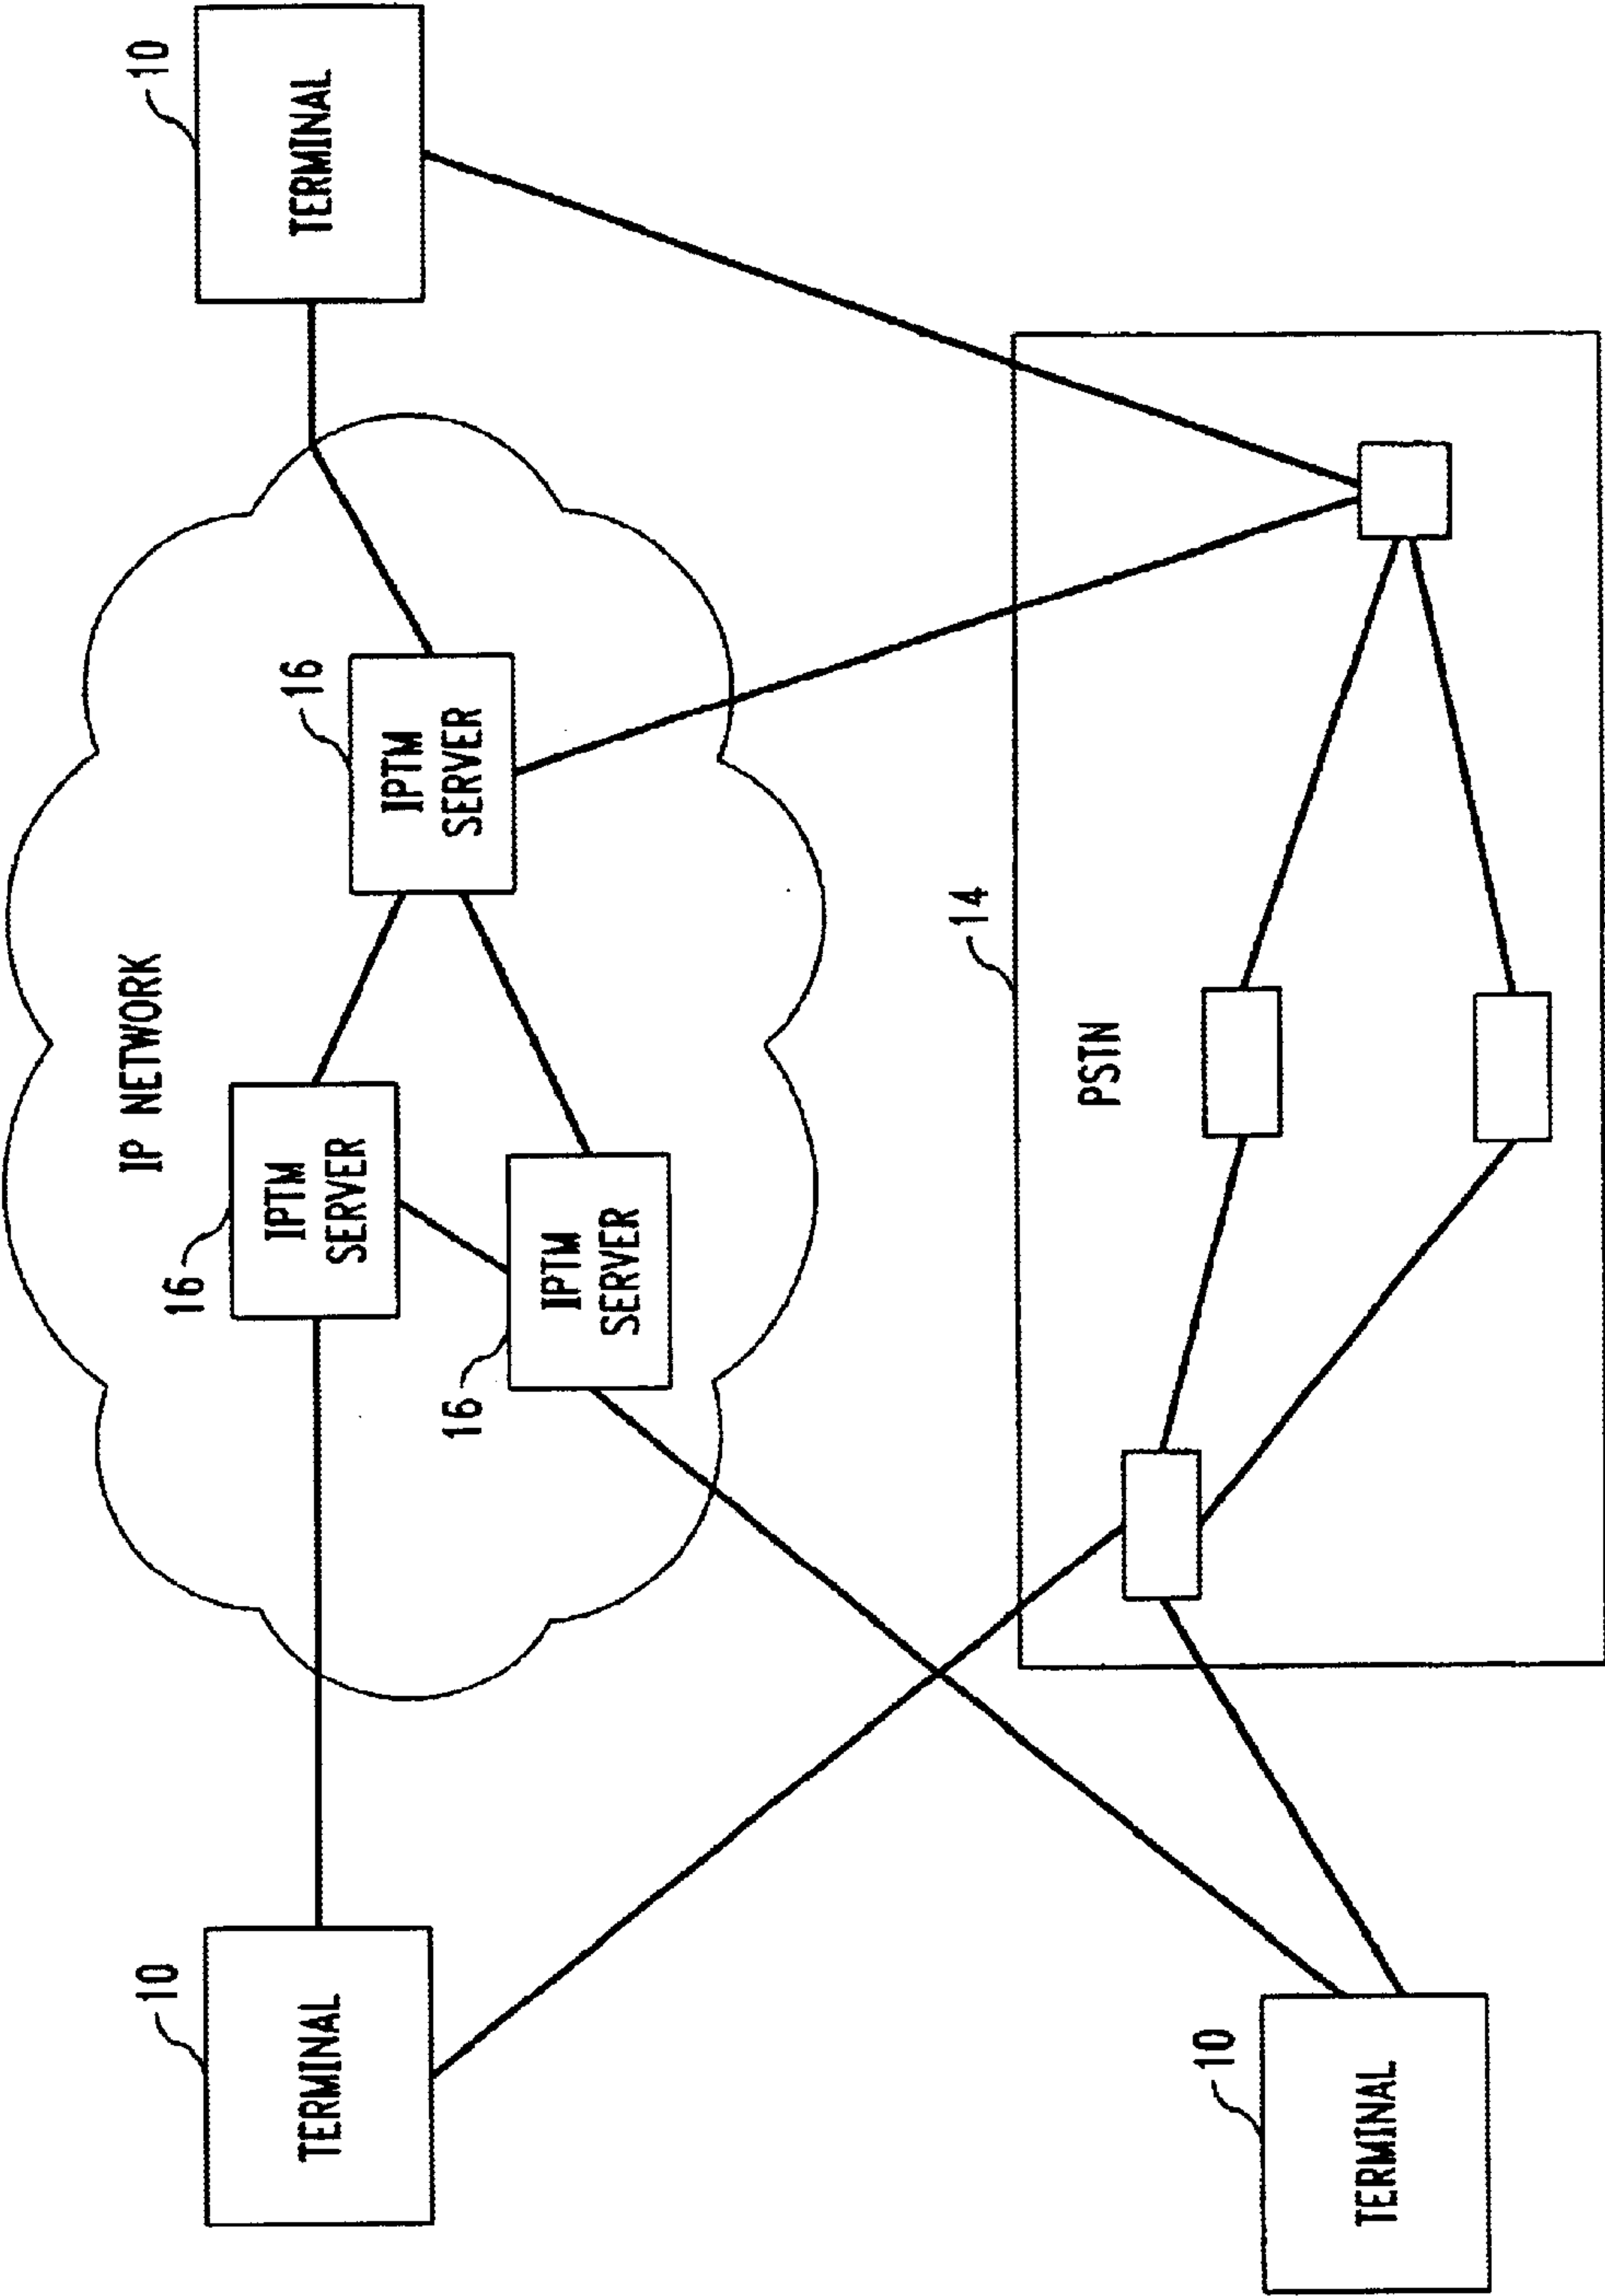 10
TERMINAL
10
TERMINAL
IP NETWORK
16
IPTM
SERVER
16
IPTM
SERVER
16
IPTM
SERVER
14
PSTN
10
TERMINAL